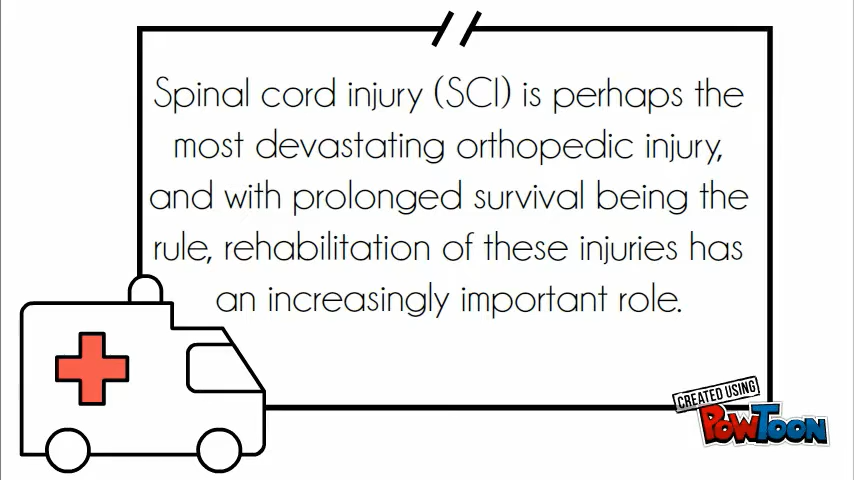 Spinal cord injury (SCI) is perhaps the
most devastating orthopedic injury,
and with prolonged survival being the
rule, rehabilitation of these injuries has
an increasingly important role.
CREATED USING
POWTOON